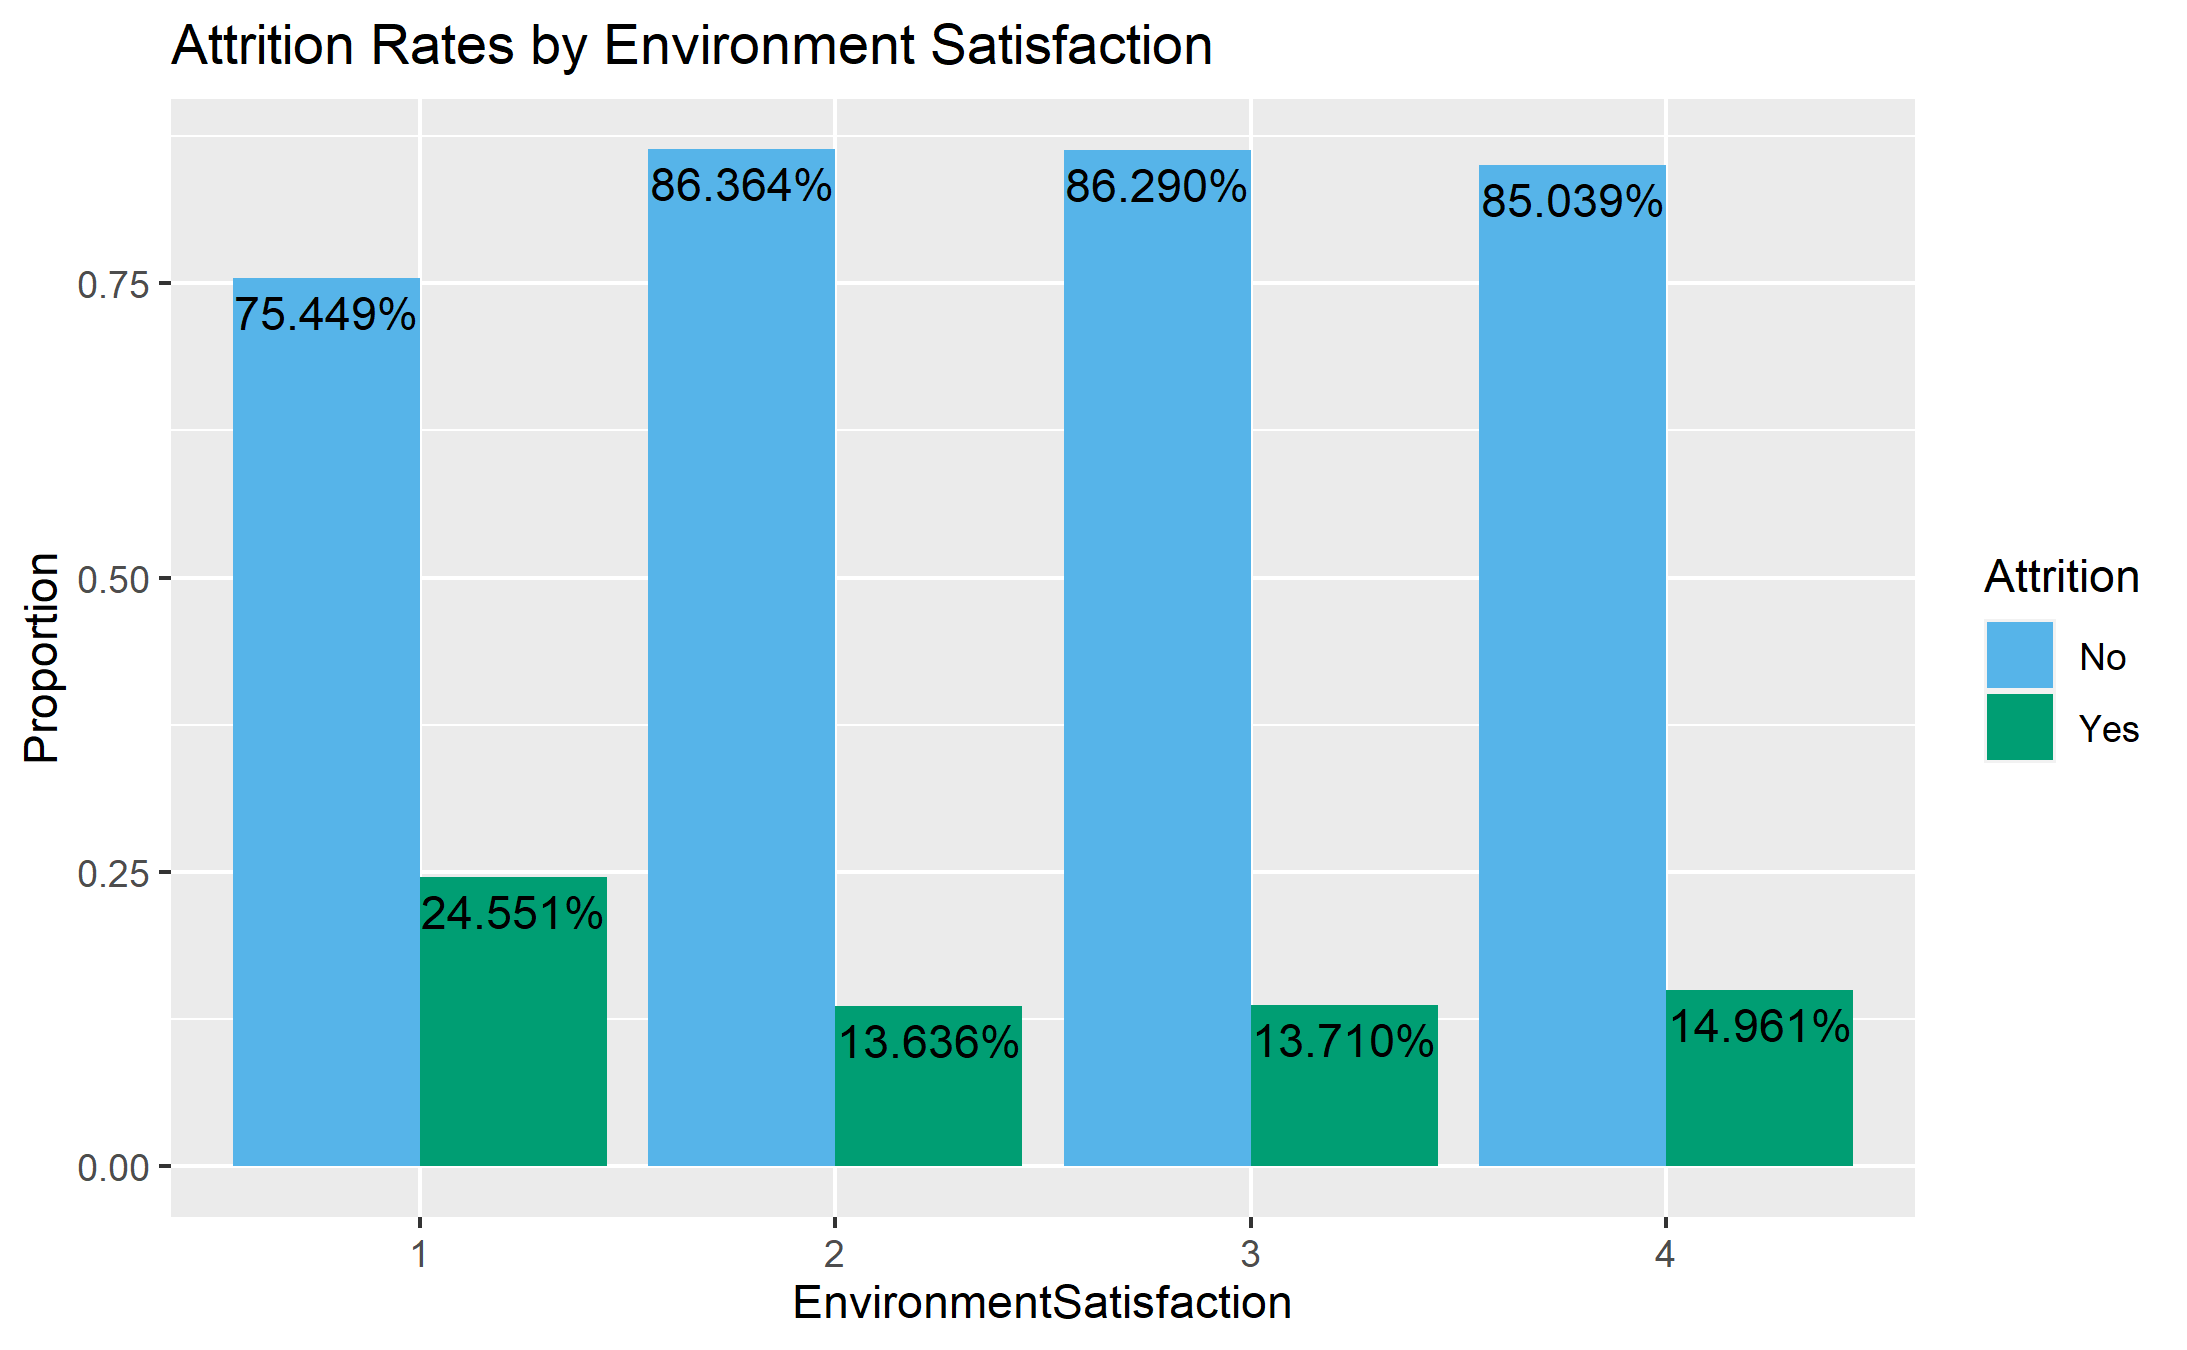 Attrition Rates by Environment Satisfaction
Proportion
0.75
0.50
0.25
0.00
75.449%
24.551%
86.364%
13.636%
86.290%
13.710%
85.039%
14.961%
1
2
3
4
EnvironmentSatisfaction
Attrition
No
Yes